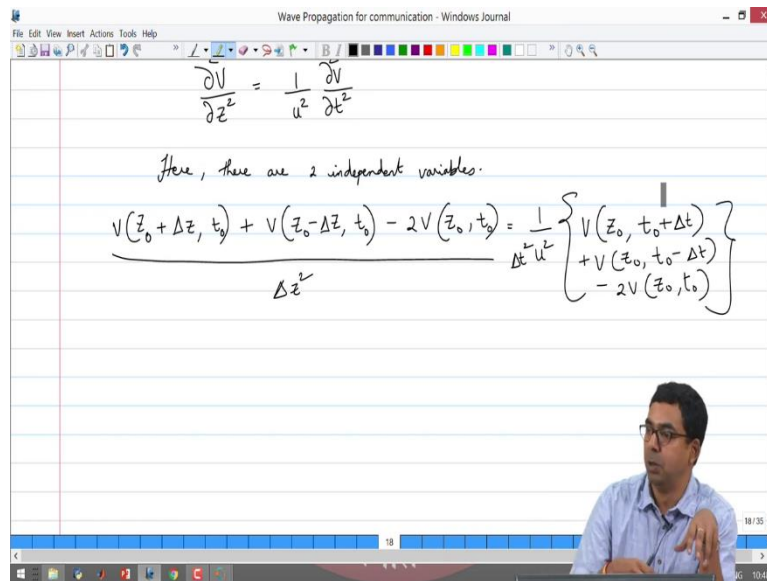 Wave Propagation for communication - Windows Journal
File Edit View Insert Actions Tools Help
∂²V/∂z² = 1/u² ∂²V/∂t²
Here, there are 2 independent variables.
V(z₀+Δz, t₀) + V(z₀-Δz, t₀) - 2V(z₀, t₀) = 1/(Δt² u²) { V(z₀, t₀+Δt)
+ V(z₀, t₀-Δt)
- 2V(z₀, t₀) }
Δz²
18/35
18